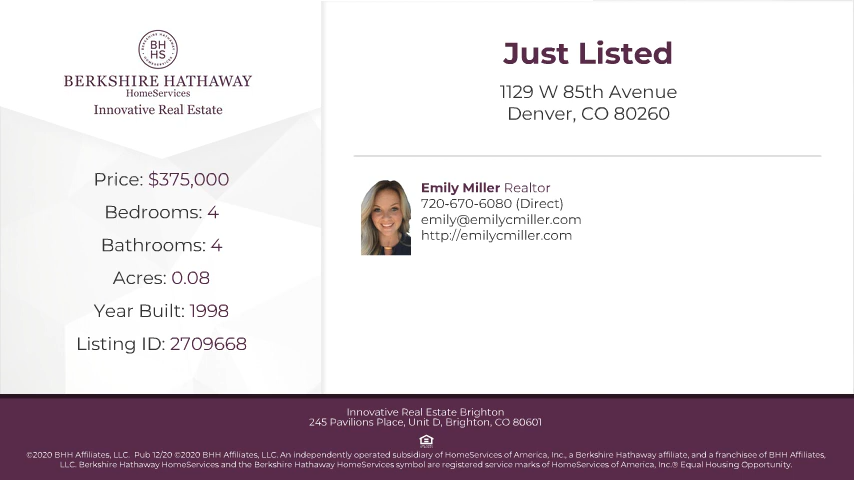 BERKSHIRE HATHAWAY
HomeServices
Innovative Real Estate
Price: $375,000
Bedrooms: 4
Bathrooms: 4
Acres: 0.08
Year Built: 1998
Listing ID: 2709668
Just Listed
1129 W 85th Avenue
Denver, CO 80260
Emily Miller Realtor
720-670-6080 (Direct)
emily@emilycmiller.com
http://emilycmiller.com
Innovative Real Estate Brighton
245 Pavilions Place, Unit D, Brighton, CO 80601
©2020 BHH Affiliates, LLC. Pub 12/20 ©2020 BHH Affiliates, LLC. An independently operated subsidiary of HomeServices of America, Inc., a Berkshire Hathaway affiliate, and a franchisee of BHH Affiliates,
LLC. Berkshire Hathaway HomeServices and the Berkshire Hathaway HomeServices symbol are registered service marks of HomeServices of America, Inc.® Equal Housing Opportunity.
BH
HS